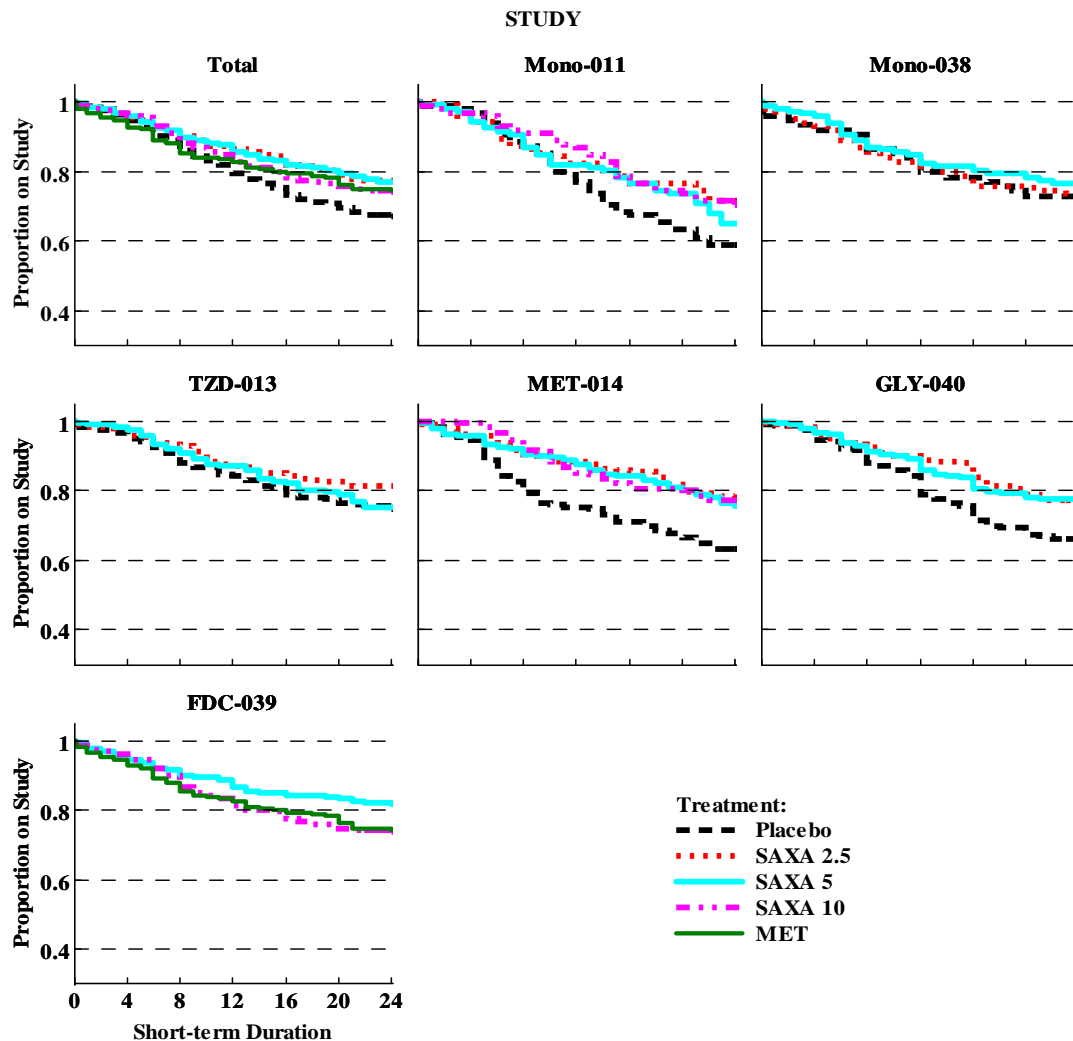 STUDY
Total
Mono-011
Mono-038
Proportion on Study
1
0.8
0.6
0.4
TZD-013
MET-014
GLY-040
Proportion on Study
1
0.8
0.6
0.4
FDC-039
Proportion on Study
1
0.8
0.6
0.4
0 4 8 12 16 20 24
Short-term Duration
Treatment:
Placebo
SAXA 2.5
SAXA 5
SAXA 10
MET